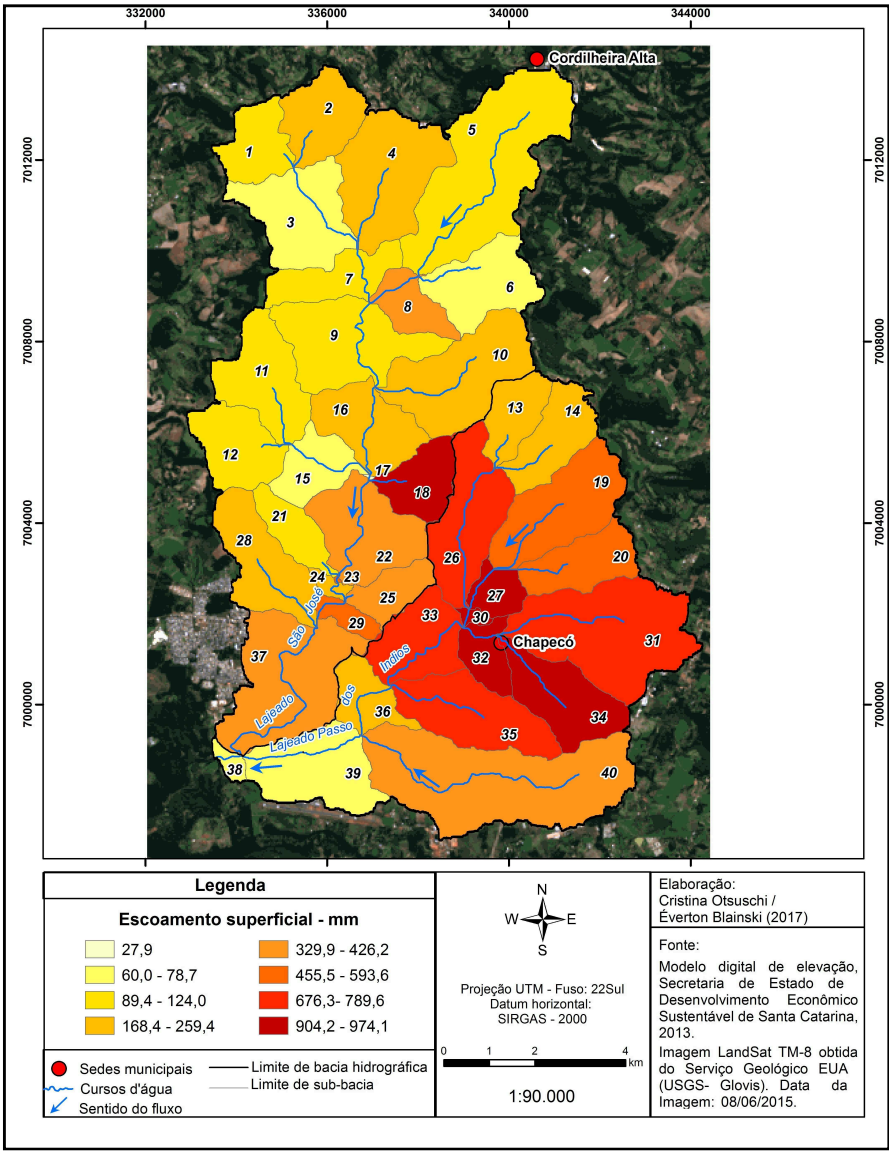 332000
336000
340000
344000
7012000
7008000
7004000
7000000
7012000
7008000
7004000
7000000
Cordilheira Alta
1
2
3
4
5
6
7
8
9
10
11
12
13
14
15
16
17
18
19
20
21
22
23
24
25
26
27
28
29
30
31
32
33
34
35
36
37
38
39
40
Chapecó
Lajeado São José
Lajeado Passo dos Indios
Legenda
Escoamento superficial - mm
27,9
60,0 - 78,7
89,4 - 124,0
168,4 - 259,4
329,9 - 426,2
455,5 - 593,6
676,3- 789,6
904,2 - 974,1
Sedes municipais
Cursos d'água
Sentido do fluxo
Limite de bacia hidrográfica
Limite de sub-bacia
N
W
E
S
Projeção UTM - Fuso: 22Sul
Datum horizontal:
SIRGAS - 2000
0 1 2 4
km
1:90.000
Elaboração:
Cristina Otsuschi /
Éverton Blainski (2017)
Fonte:
Modelo digital de elevação,
Secretaria de Estado de
Desenvolvimento Econômico
Sustentável de Santa Catarina,
2013.
Imagem LandSat TM-8 obtida
do Serviço Geológico EUA
(USGS- Glovis). Data da
Imagem: 08/06/2015.